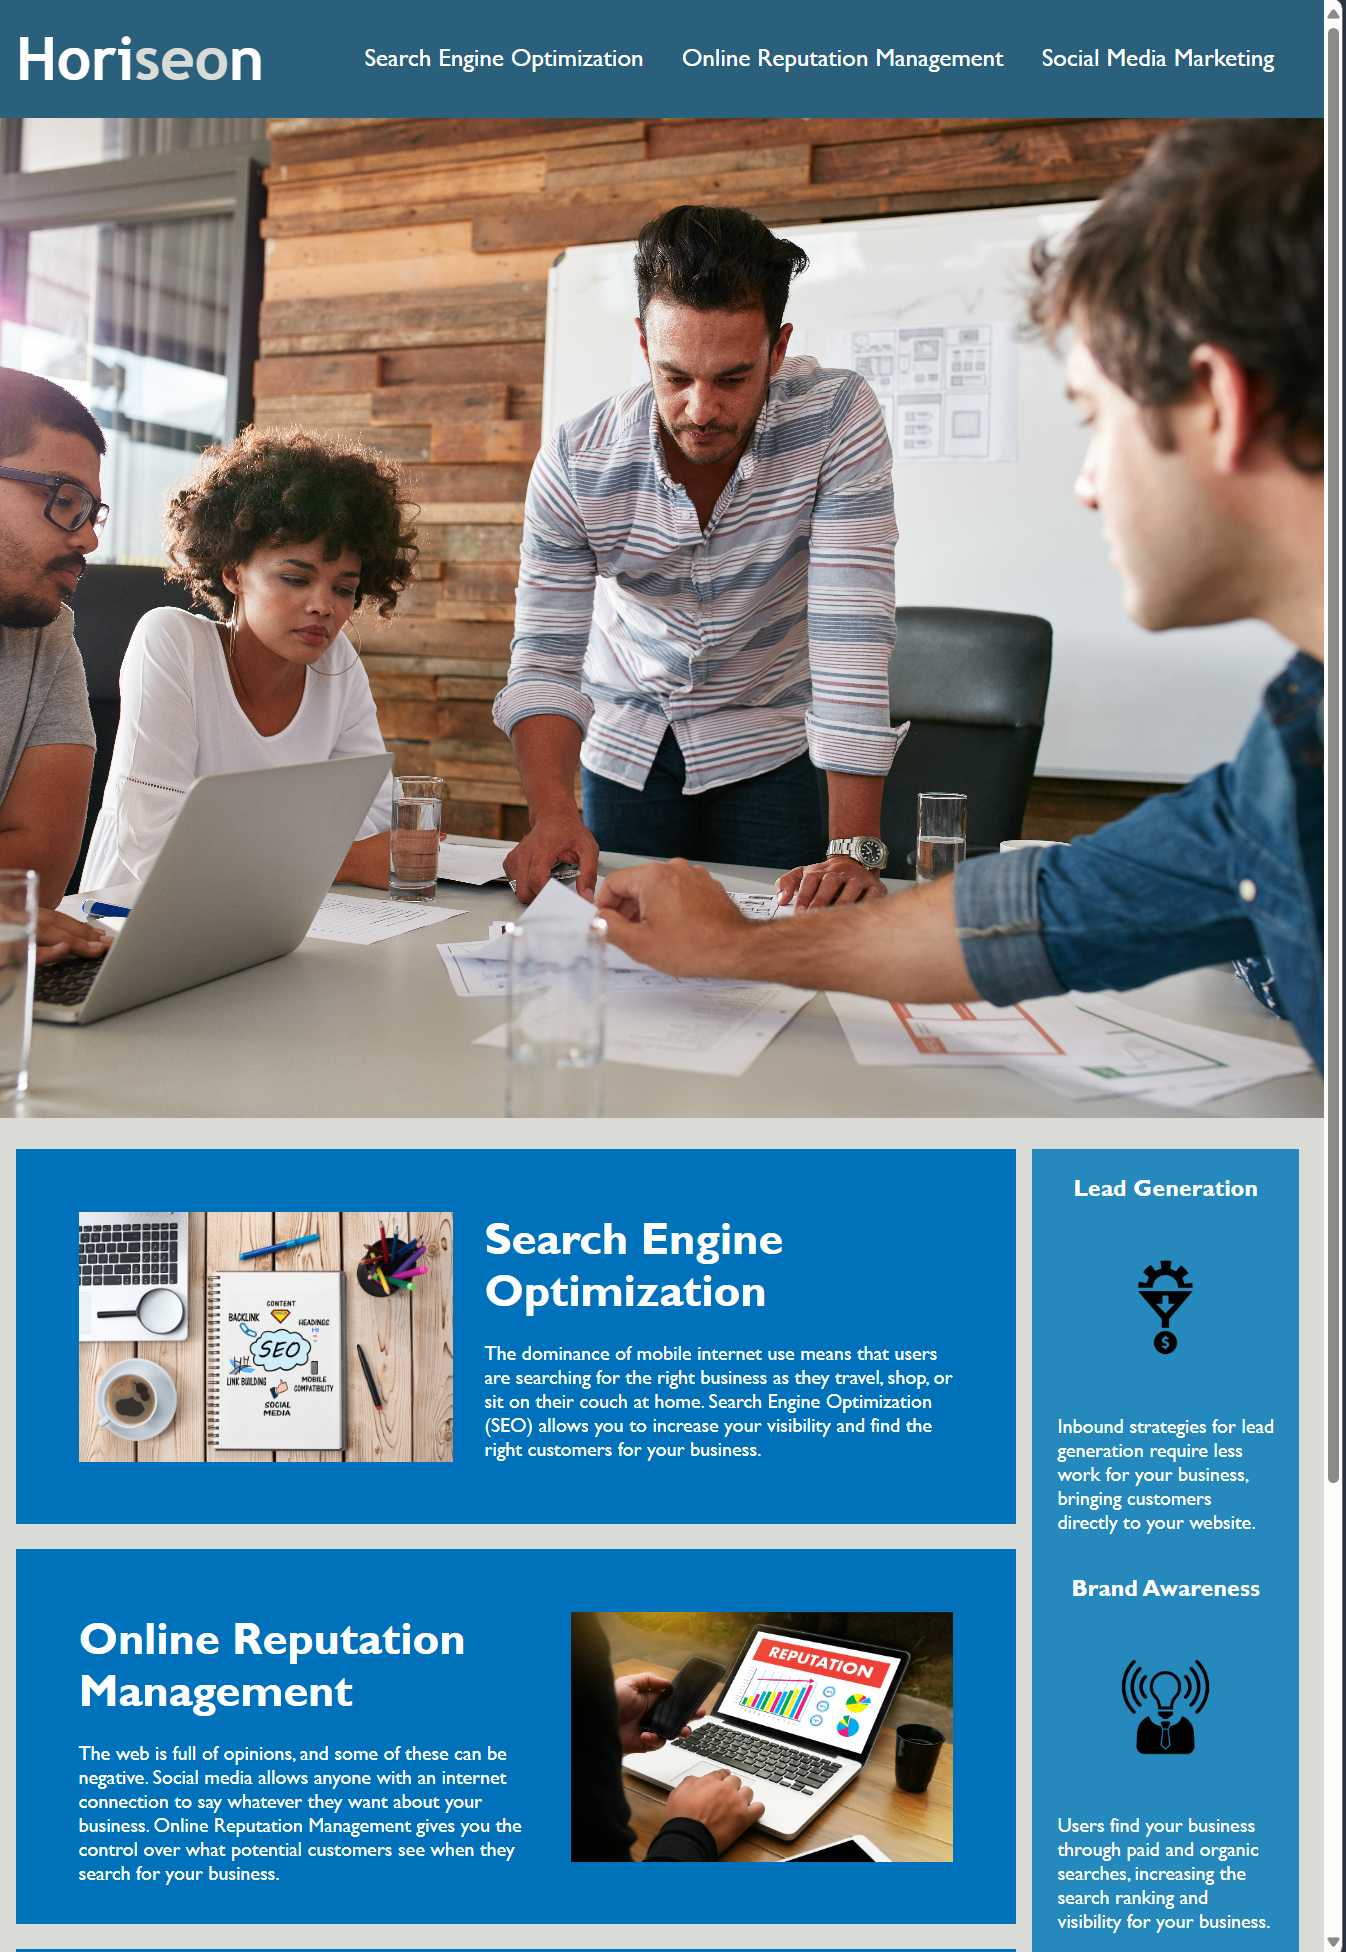 Horiseon
Search Engine Optimization
Online Reputation Management
Social Media Marketing
CONTENT
BACKLINK
HEADINGS
SEO
LINK BUILDING
MOBILE
COMPATIBILITY
SOCIAL
MEDIA
Search Engine
Optimization
The dominance of mobile internet use means that users
are searching for the right business as they travel, shop, or
sit on their couch at home. Search Engine Optimization
(SEO) allows you to increase your visibility and find the
right customers for your business.
Online Reputation
Management
The web is full of opinions, and some of these can be
negative. Social media allows anyone with an internet
connection to say whatever they want about your
business. Online Reputation Management gives you the
control over what potential customers see when they
search for your business.
REPUTATION
Lead Generation
$
Inbound strategies for lead
generation require less
work for your business,
bringing customers
directly to your website.
Brand Awareness
Users find your business
through paid and organic
searches, increasing the
search ranking and
visibility for your business.